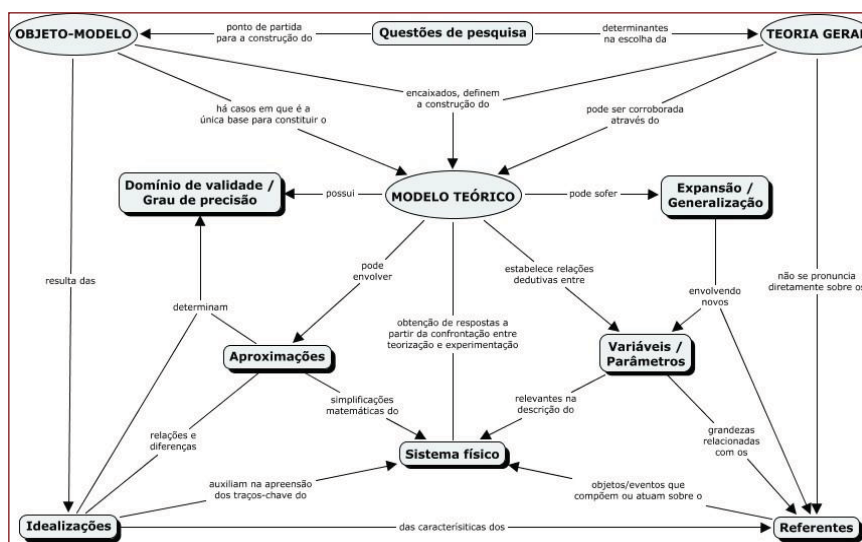 OBJETO-MODELO
ponto de partida
para a construção do
Questões de pesquisa
determinantes
na escolha da
TEORIA GERAL
há casos em que é a
única base para constituir o
encaixados, definem
a construção do
pode ser corroborada
através do
Domínio de validade /
Grau de precisão
possui
MODELO TEÓRICO
pode sofer
Expansão /
Generalização
resulta das
determinam
pode
envolver
estabelece relações
dedutivas entre
envolvendo
novos
não se pronuncia
diretamente sobre os
obtenção de respostas a
partir da confrontação entre
teorização e experimentação
Aproximações
Variáveis /
Parâmetros
relações e
diferenças
simplificações
matemáticas do
relevantes na
descrição do
grandezas
relacionadas
com os
Sistema físico
auxiliam na apreensão
dos traços-chave do
objetos/eventos que
compõem ou atuam sobre o
Idealizações
das caracterísiticas dos
Referentes